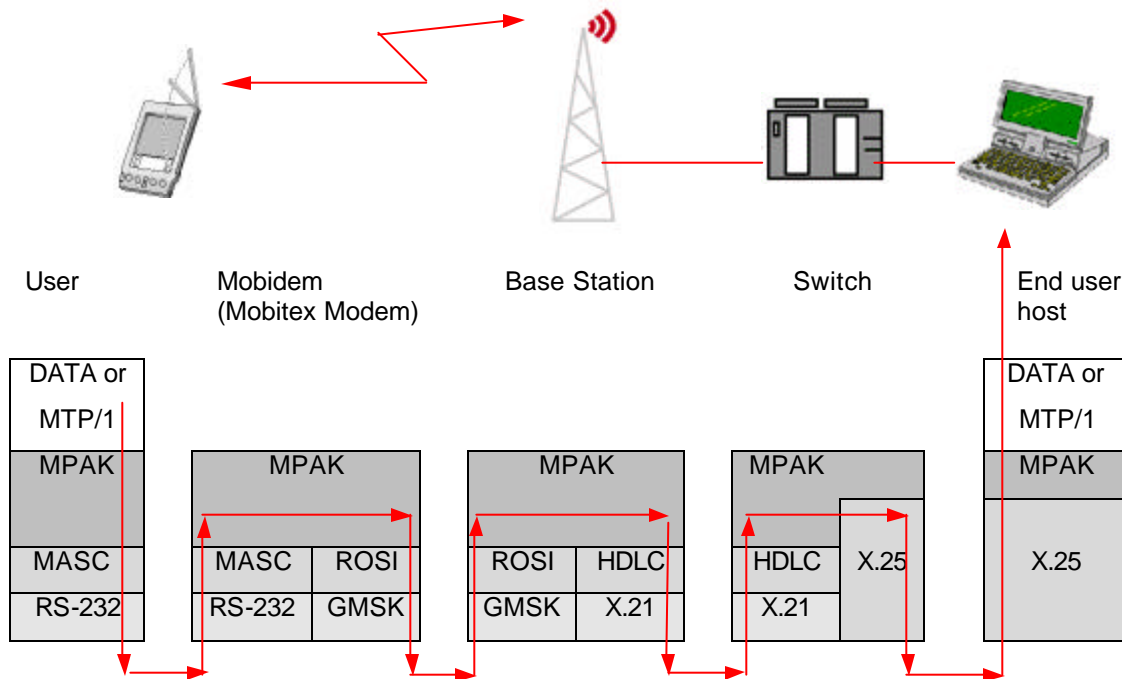 User
Mobidem
(Mobitex Modem)
Base Station
Switch
End user
host
DATA or
MTP/1
DATA or
MTP/1
MPAK
MPAK
MPAK
MPAK
MPAK
MASC
MASC
ROSI
ROSI
HDLC
HDLC
X.25
X.25
RS-232
RS-232
GMSK
GMSK
X.21
X.21